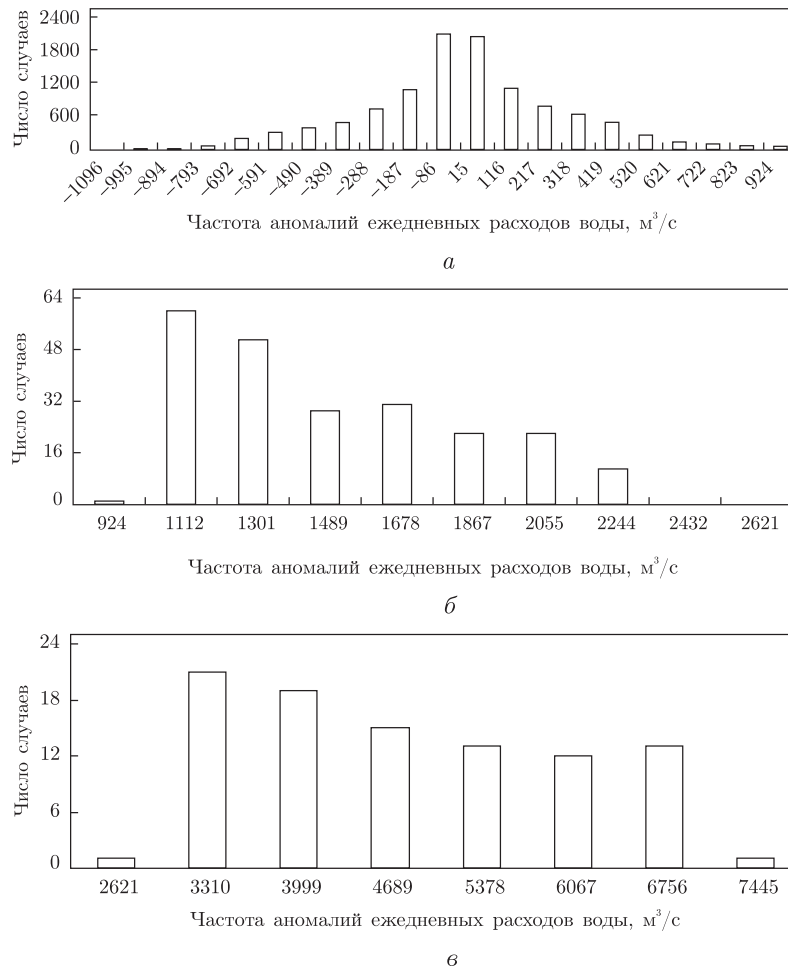 Число случаев
2400
1800
1200
600
0
−1096 −995 −894 −793 −692 −591 −490 −389 −288 −187 −86 15 116 217 318 419 520 621 722 823 924
Частота аномалий ежедневных расходов воды, м³/с
а
Число случаев
64
48
32
16
0
924 1112 1301 1489 1678 1867 2055 2244 2432 2621
Частота аномалий ежедневных расходов воды, м³/с
б
Число случаев
24
18
12
6
0
2621 3310 3999 4689 5378 6067 6756 7445
Частота аномалий ежедневных расходов воды, м³/с
в